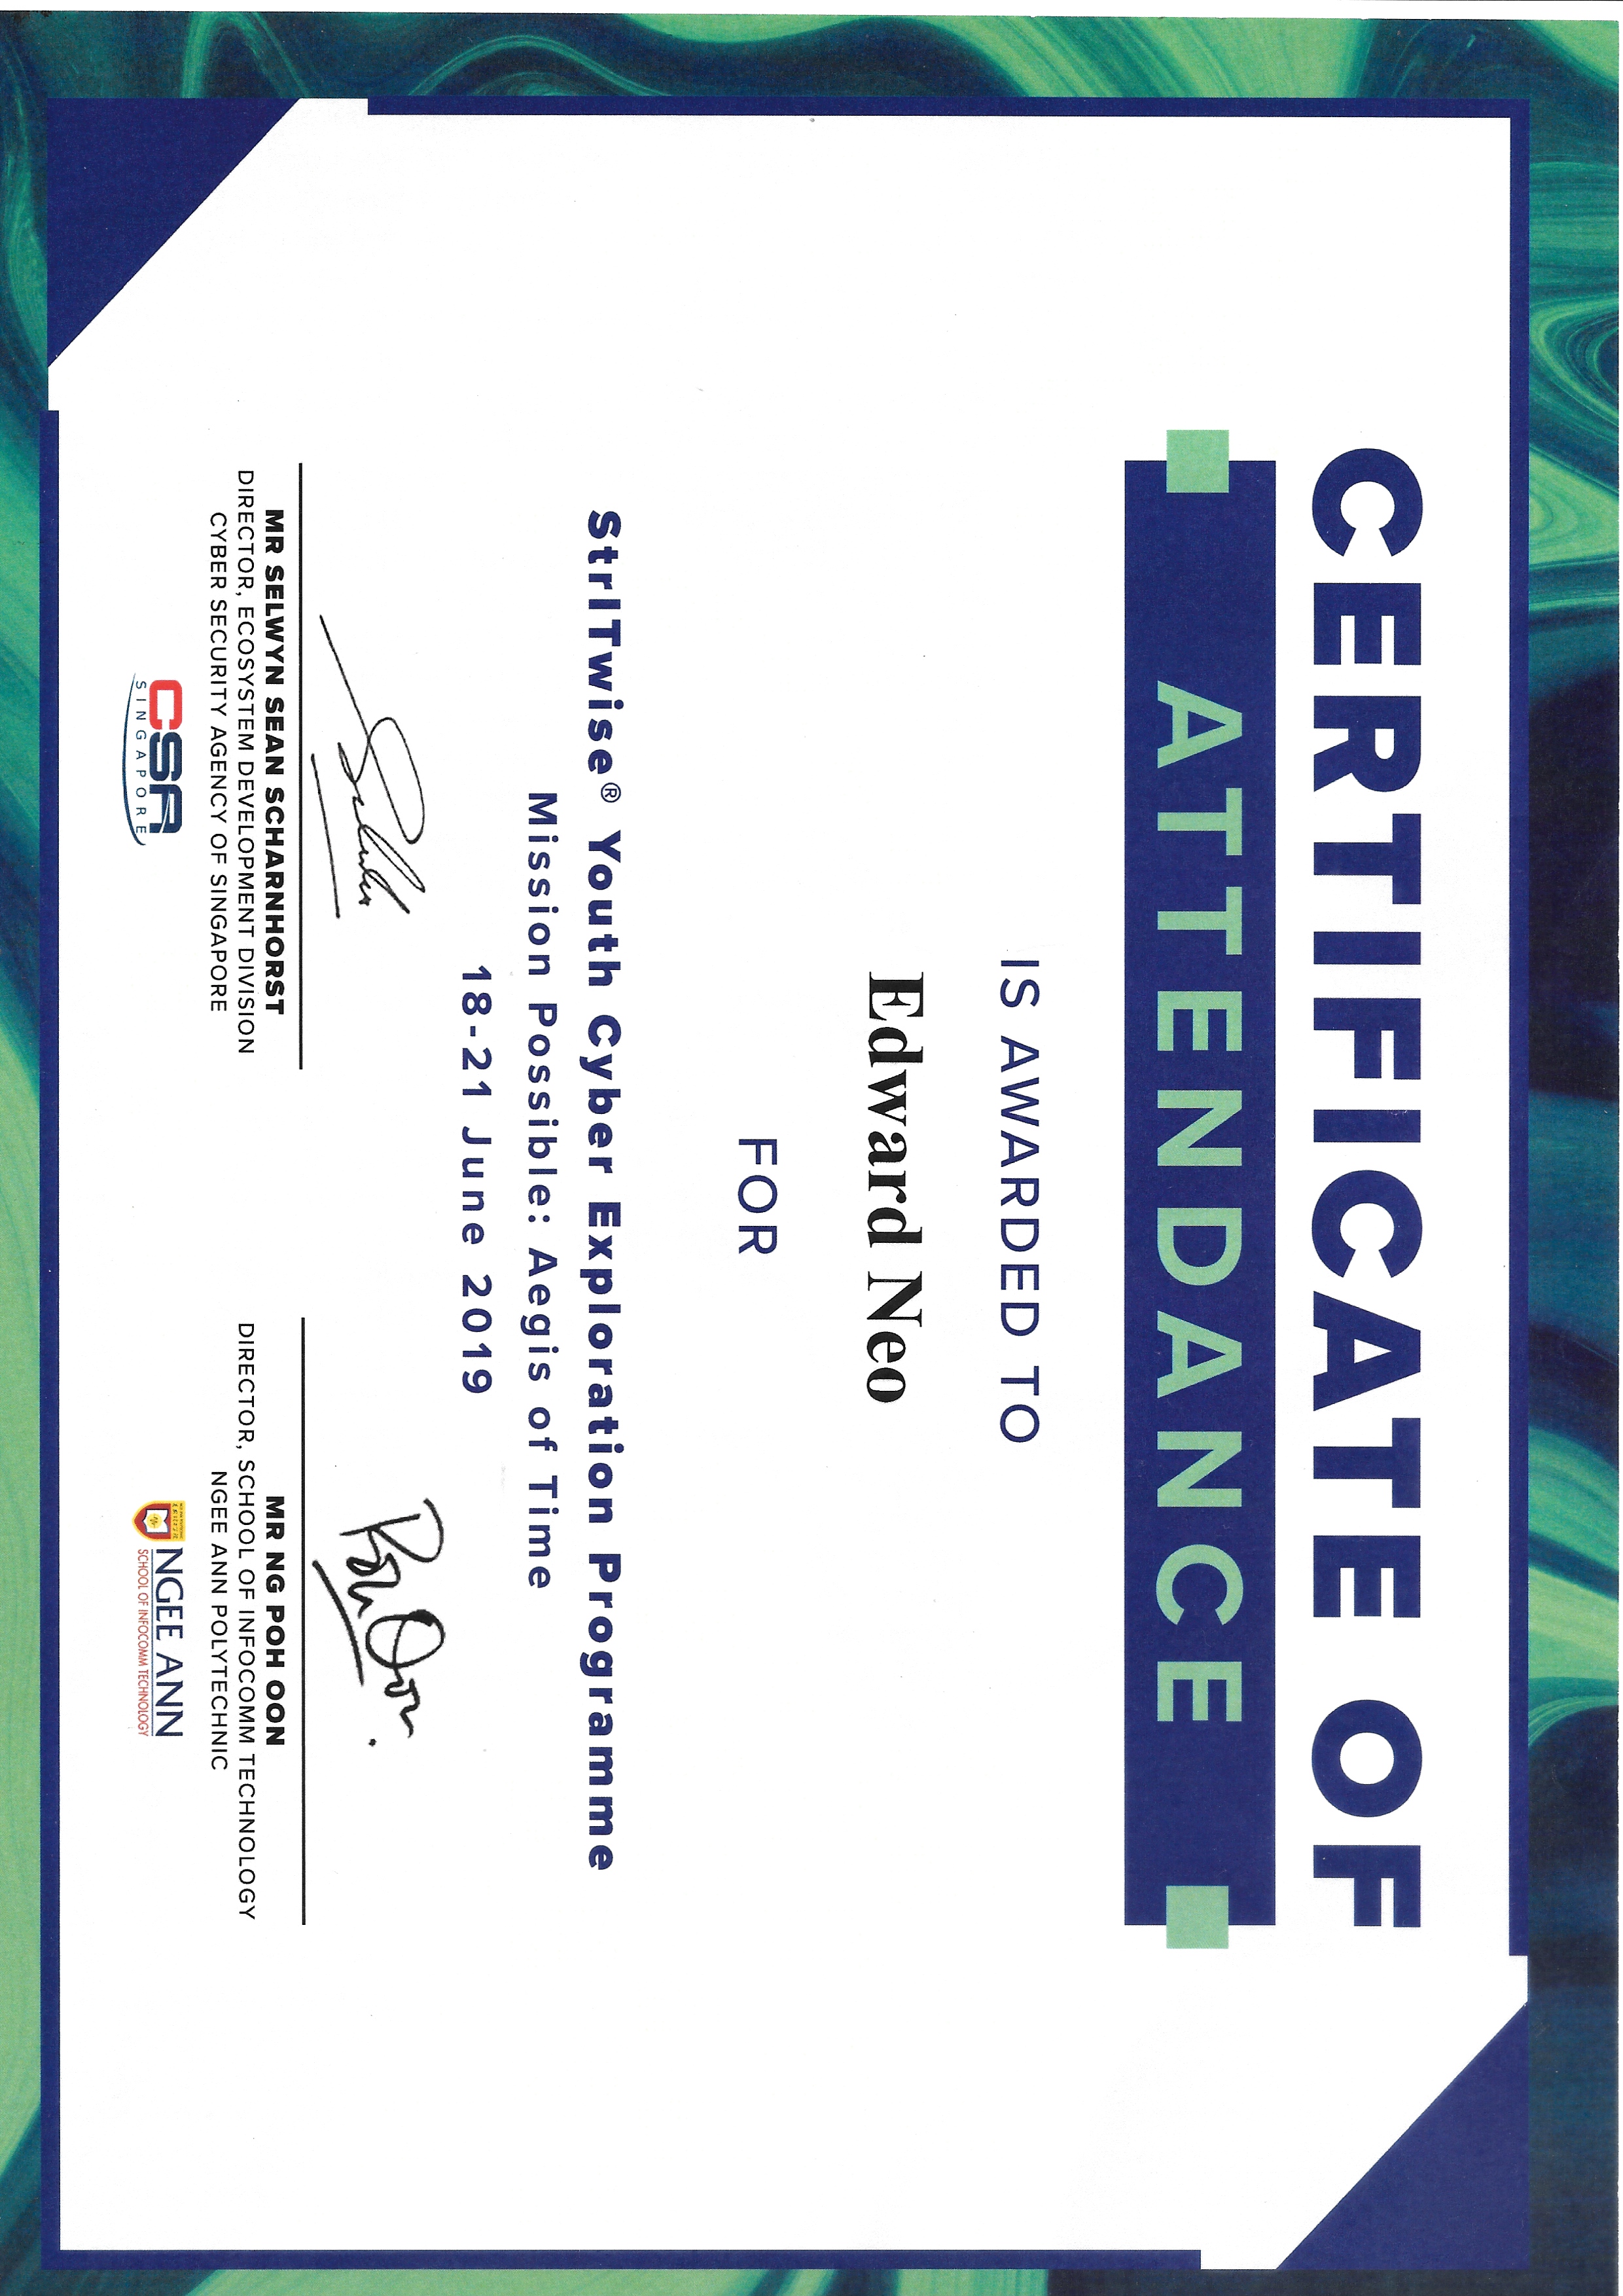 CERTIFICATE OF
ATTENDANCE
IS AWARDED TO
Edward Neo
FOR
StrITwise® Youth Cyber Exploration Programme
Mission Possible: Aegis of Time
18-21 June 2019
MR SELWYN SEAN SCHARNHORST
DIRECTOR, ECOSYSTEM DEVELOPMENT DIVISION
CYBER SECURITY AGENCY OF SINGAPORE
CSA
SINGAPORE
Poh Oon
MR NG POH OON
DIRECTOR, SCHOOL OF INFOCOMM TECHNOLOGY
NGEE ANN POLYTECHNIC
NGEE ANN
SCHOOL OF INFOCOMM TECHNOLOGY